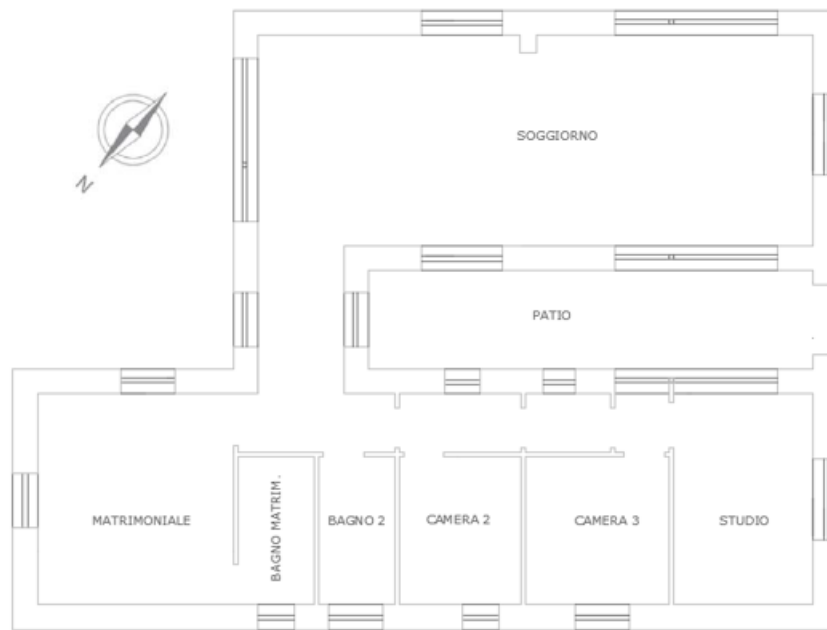 SOGGIORNO
N
PATIO
MATRIMONIALE
BAGNO MATRIM.
BAGNO 2
CAMERA 2
CAMERA 3
STUDIO